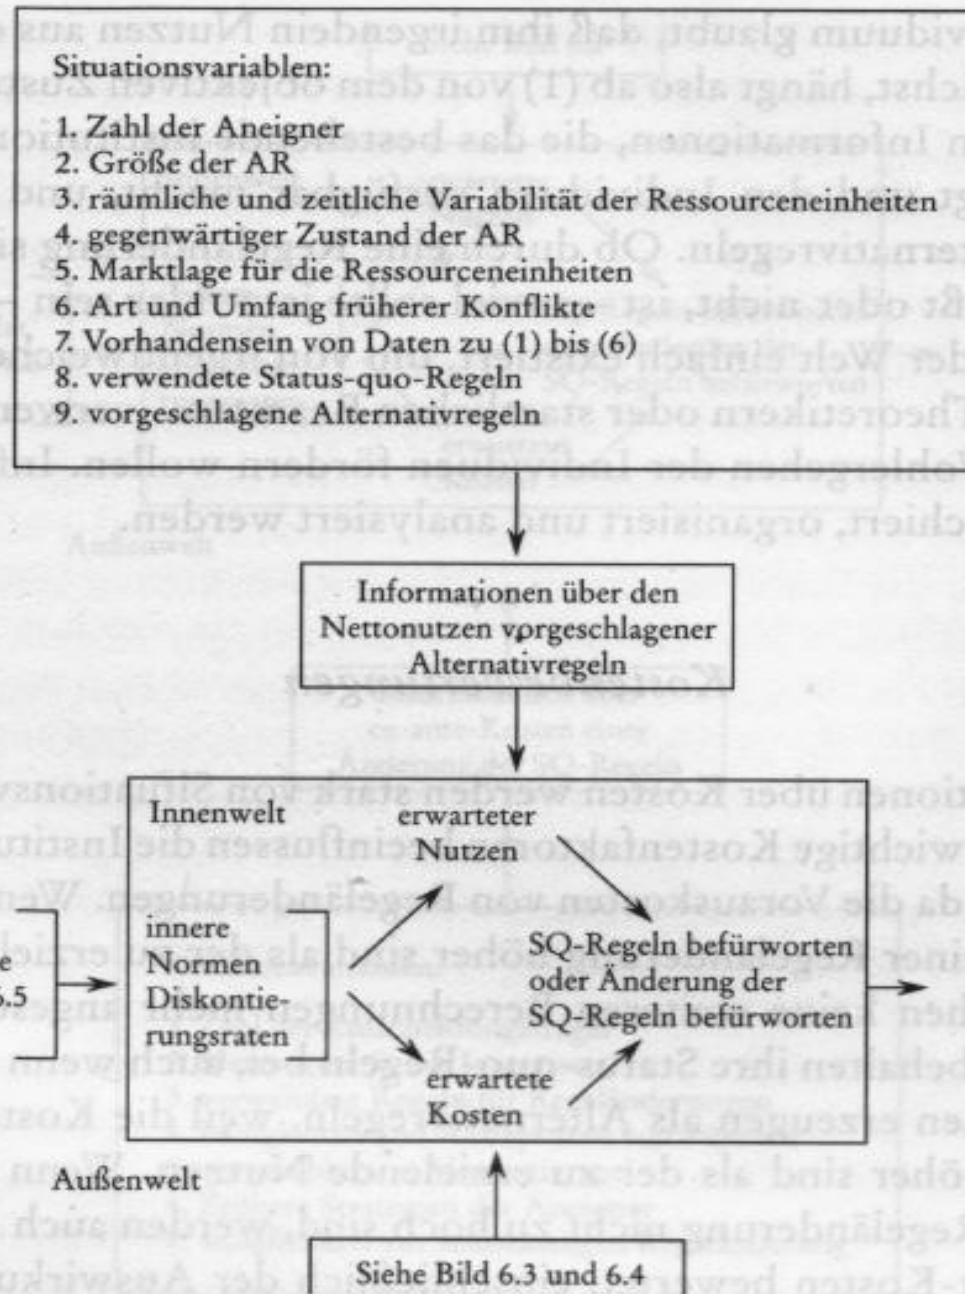 Situationsvariablen:
1. Zahl der Aneigner
2. Größe der AR
3. räumliche und zeitliche Variabilität der Ressourceneinheiten
4. gegenwärtiger Zustand der AR
5. Marktlage für die Ressourceneinheiten
6. Art und Umfang früherer Konflikte
7. Vorhandensein von Daten zu (1) bis (6)
8. verwendete Status-quo-Regeln
9. vorgeschlagene Alternativregeln
Informationen über den
Nettonutzen vorgeschlagener
Alternativregeln
Innenwelt
erwarteter
Nutzen
innere
Normen
Diskontie-
rungsraten
SQ-Regeln befürworten
oder Änderung der
SQ-Regeln befürworten
erwartete
Kosten
6.5
Außenwelt
Siehe Bild 6.3 und 6.4